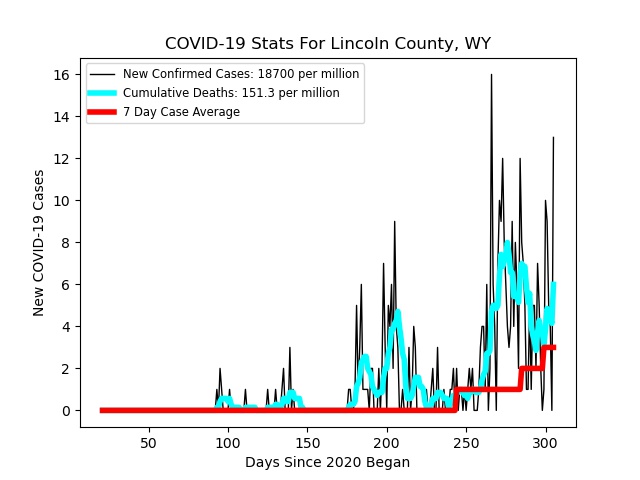 COVID-19 Stats For Lincoln County, WY
New Confirmed Cases: 18700 per million
Cumulative Deaths: 151.3 per million
7 Day Case Average
16
14
12
10
8
6
4
2
0
New COVID-19 Cases
50 100 150 200 250 300
Days Since 2020 Began